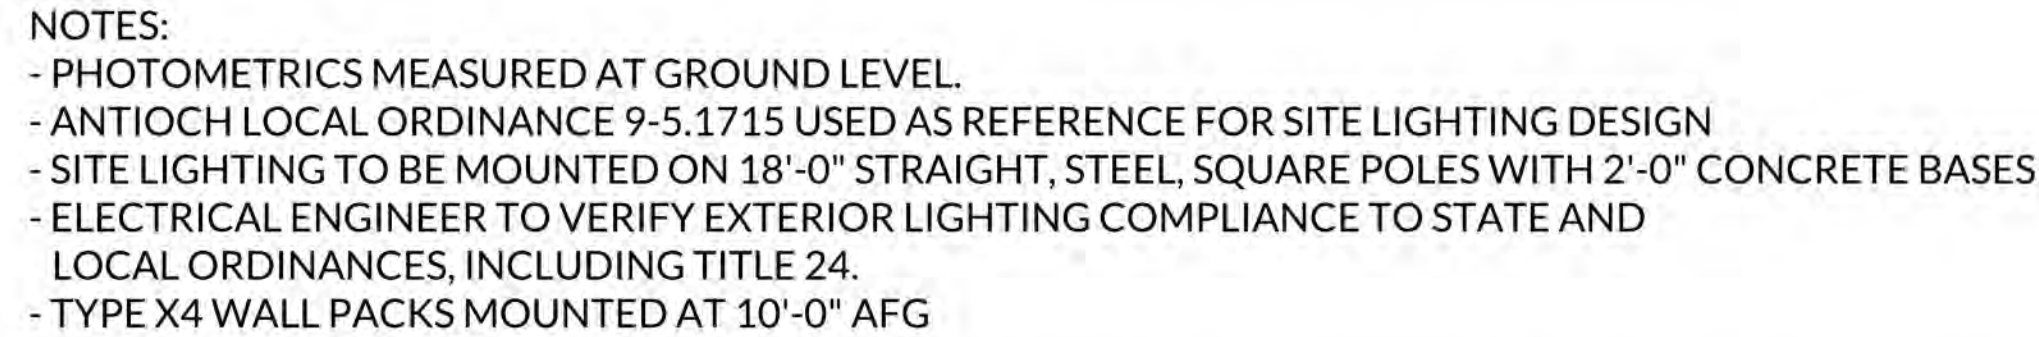 NOTES:
- PHOTOMETRICS MEASURED AT GROUND LEVEL.
- ANTIOCH LOCAL ORDINANCE 9-5.1715 USED AS REFERENCE FOR SITE LIGHTING DESIGN
- SITE LIGHTING TO BE MOUNTED ON 18'-0" STRAIGHT, STEEL, SQUARE POLES WITH 2'-0" CONCRETE BASES
- ELECTRICAL ENGINEER TO VERIFY EXTERIOR LIGHTING COMPLIANCE TO STATE AND
LOCAL ORDINANCES, INCLUDING TITLE 24.
- TYPE X4 WALL PACKS MOUNTED AT 10'-0" AFG